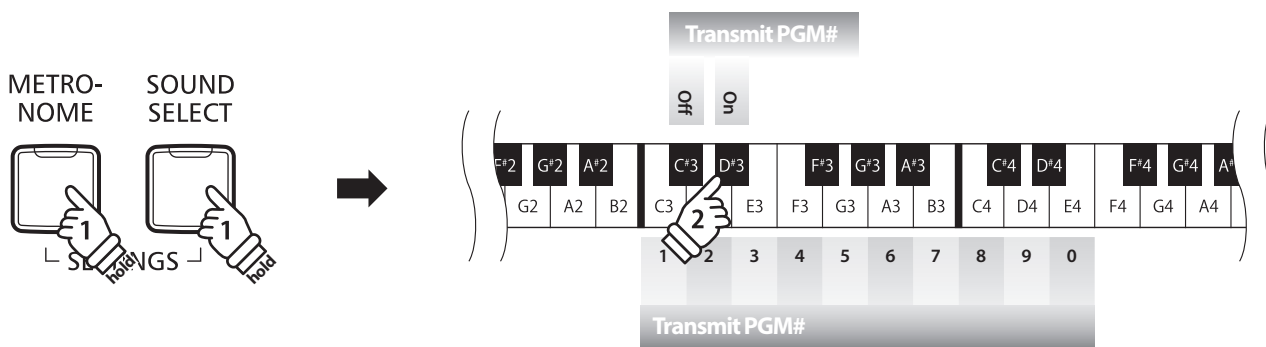 Transmit PGM#
METRO-
NOME
SOUND
SELECT
Off
On
G#2 A#2 C#3 D#3 F#3 G#3 A#3 C#4 D#4 F#4 G#4
G2 A2 B2 C3 E3 F3 G3 A3 B3 C4 D4 E4 F4 G4 A4
1 1 2
hold hold
1 2 3 4 5 6 7 8 9 0
Transmit PGM#